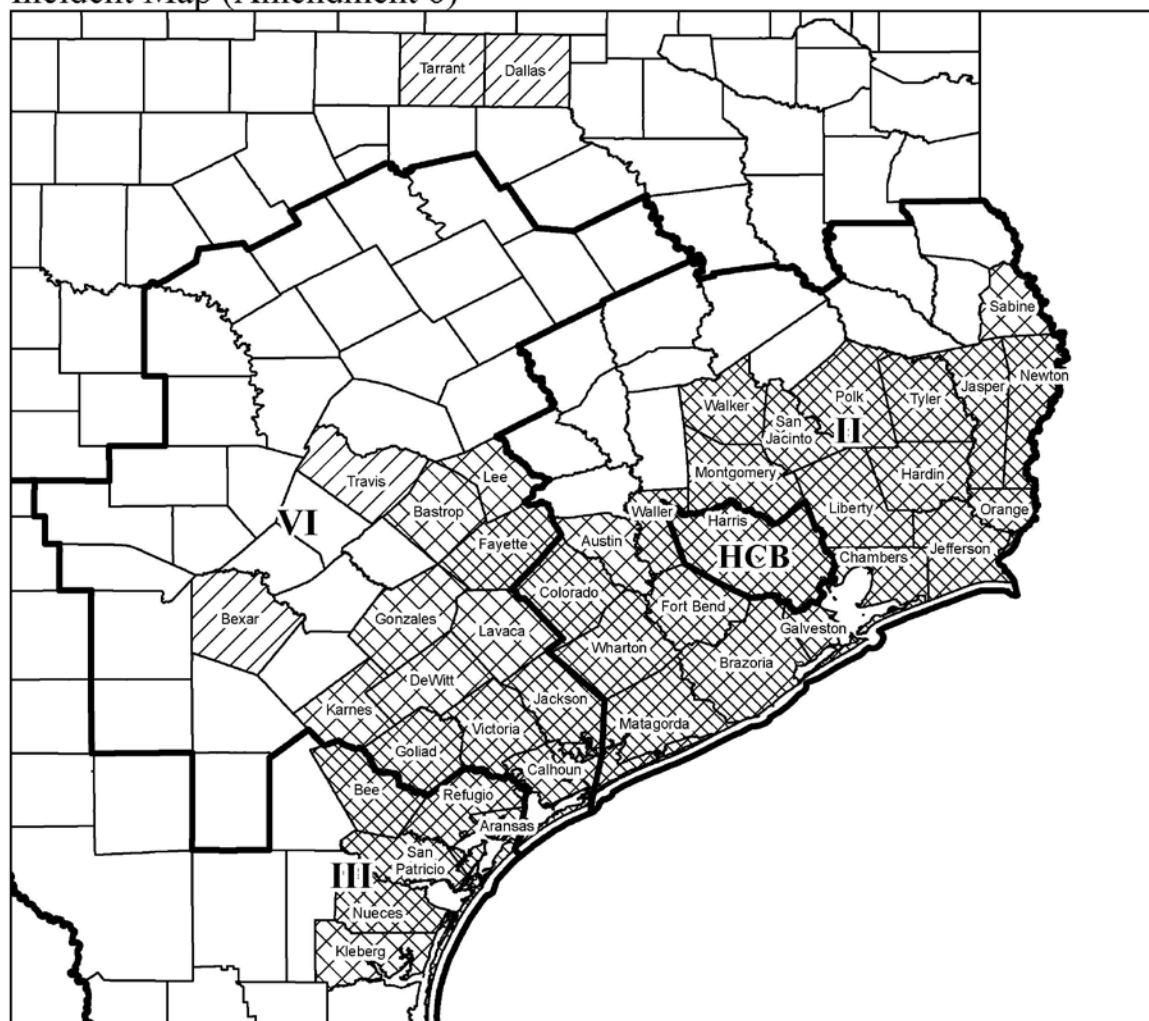 Incident Map (Amendment 6)
Tarrant
Dallas
Sabine
Newton
Jasper
Polk
Tyler
Walker
San
Jacinto
II
Travis
Lee
Montgomery
Hardin
Bastrop
Liberty
Waller
Harris
Orange
VI
Fayette
Austin
HCB
Chambers
Jefferson
Colorado
Fort Bend
Bexar
Gonzales
Lavaca
Galveston
Wharton
Brazoria
DeWitt
Karnes
Jackson
Victoria
Matagorda
Goliad
Calhoun
Bee
Refugio
Aransas
San
Patricio
III
Nueces
Kleberg